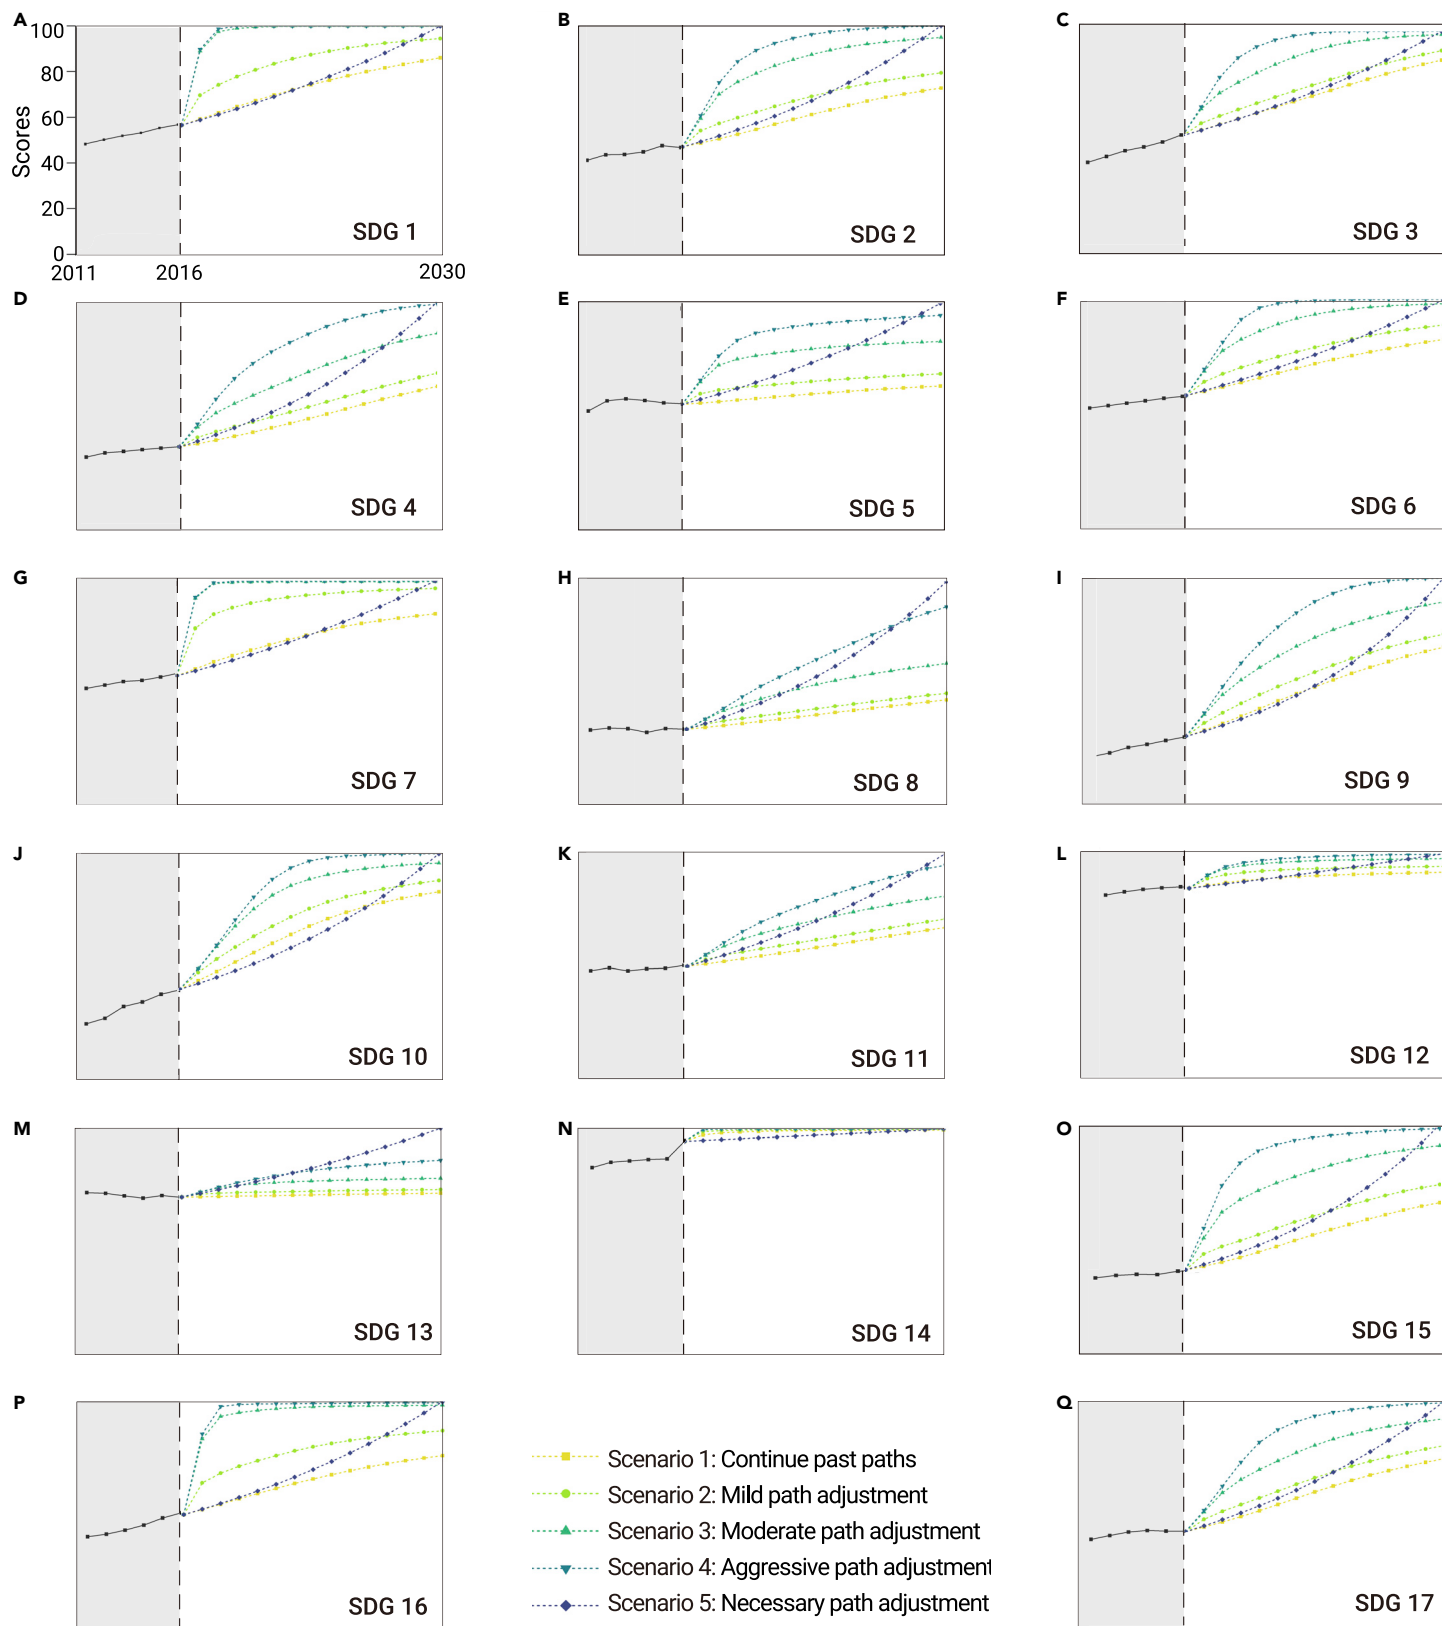 A
B
C
100
80
60
40
20
0
Scores
2011
2016
2030
SDG 1
SDG 2
SDG 3
D
E
F
SDG 4
SDG 5
SDG 6
G
H
I
SDG 7
SDG 8
SDG 9
J
K
L
SDG 10
SDG 11
SDG 12
M
N
O
SDG 13
SDG 14
SDG 15
P
Q
SDG 16
Scenario 1: Continue past paths
Scenario 2: Mild path adjustment
Scenario 3: Moderate path adjustment
Scenario 4: Aggressive path adjustment
Scenario 5: Necessary path adjustment
SDG 17